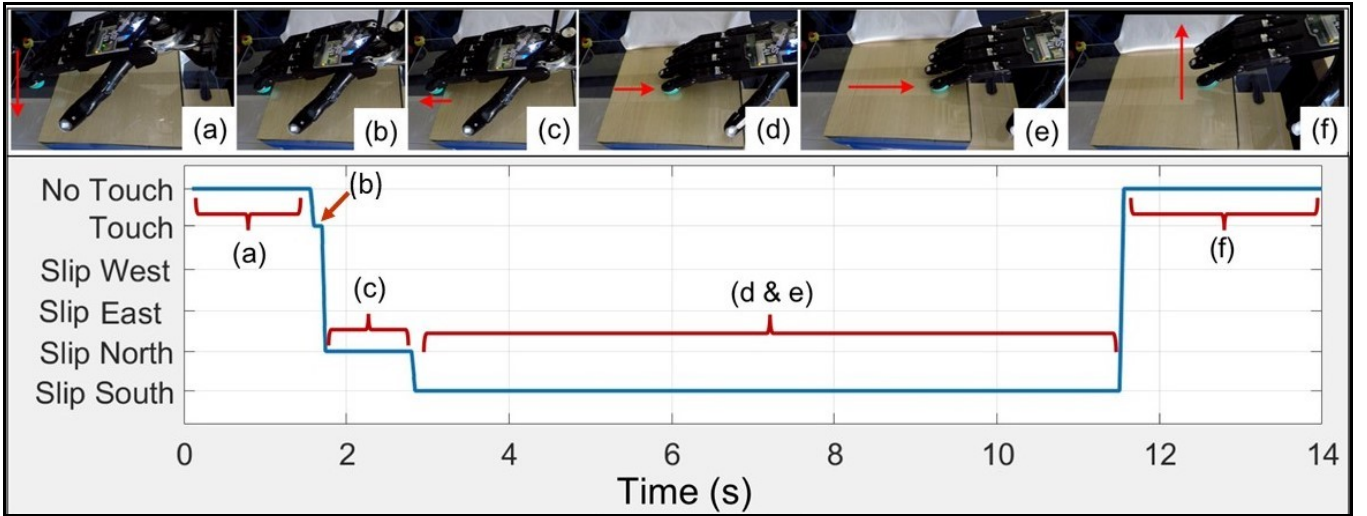 (a) (b) (c) (d) (e) (f)
No Touch
(b)
Touch
(a)
(f)
Slip West
(c)
(d & e)
Slip East
Slip North
Slip South
0 2 4 6 8 10 12 14
Time (s)